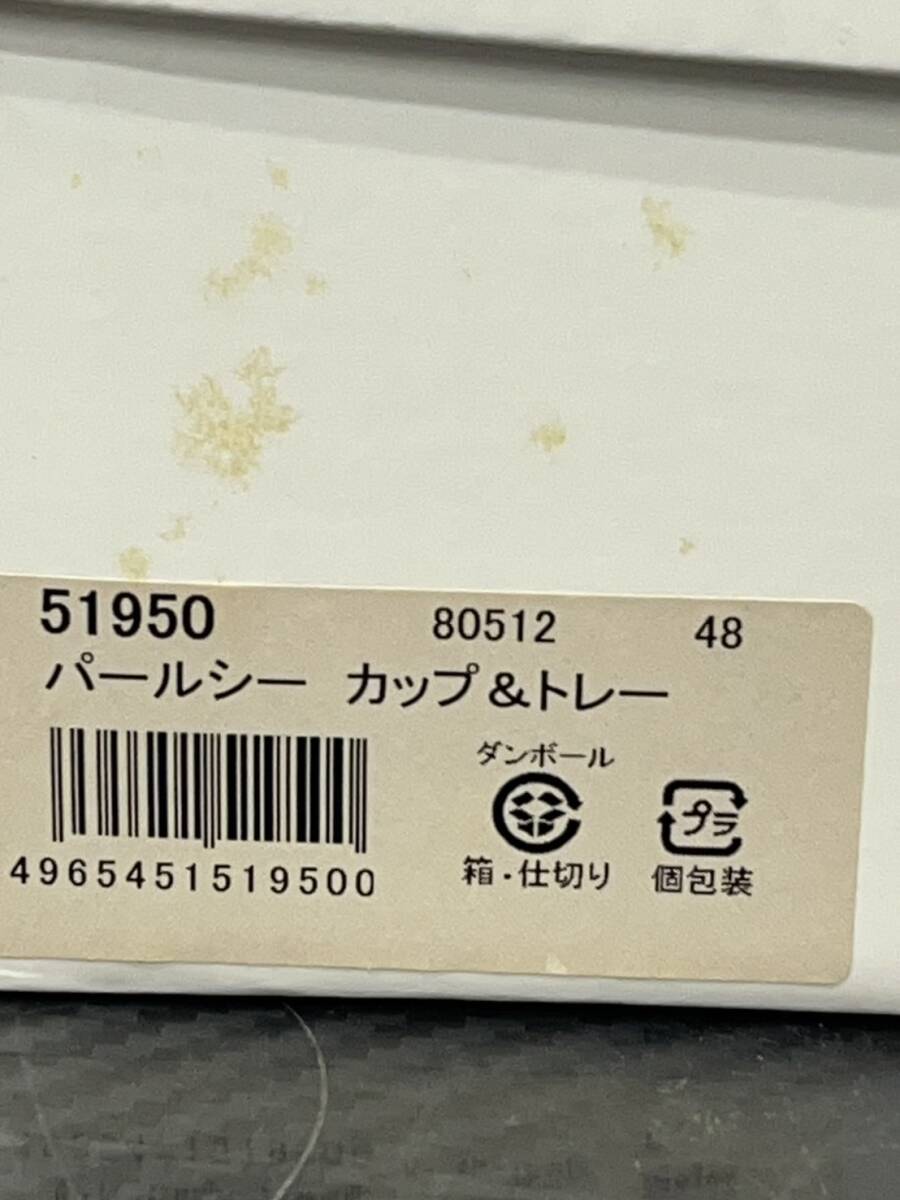 51950 80512 48
パールシー カップ&トレー
ダンボール
プラ
箱・仕切り 個包装
4965451519500